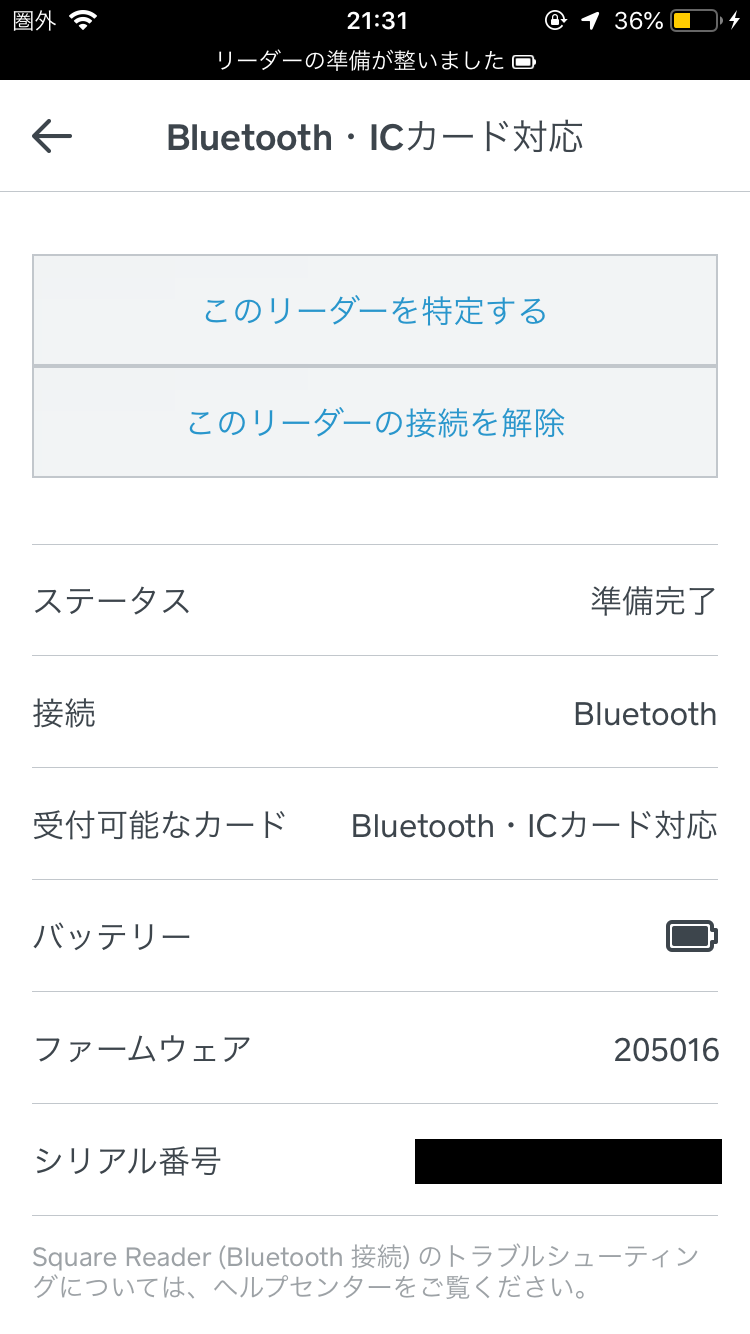 圏外 21:31 36%
リーダーの準備が整いました
Bluetooth・ICカード対応
このリーダーを特定する
このリーダーの接続を解除
ステータス 準備完了
接続 Bluetooth
受付可能なカード Bluetooth・ICカード対応
バッテリー
ファームウェア 205016
シリアル番号
Square Reader (Bluetooth 接続) のトラブルシューティン
グについては、ヘルプセンターをご覧ください。